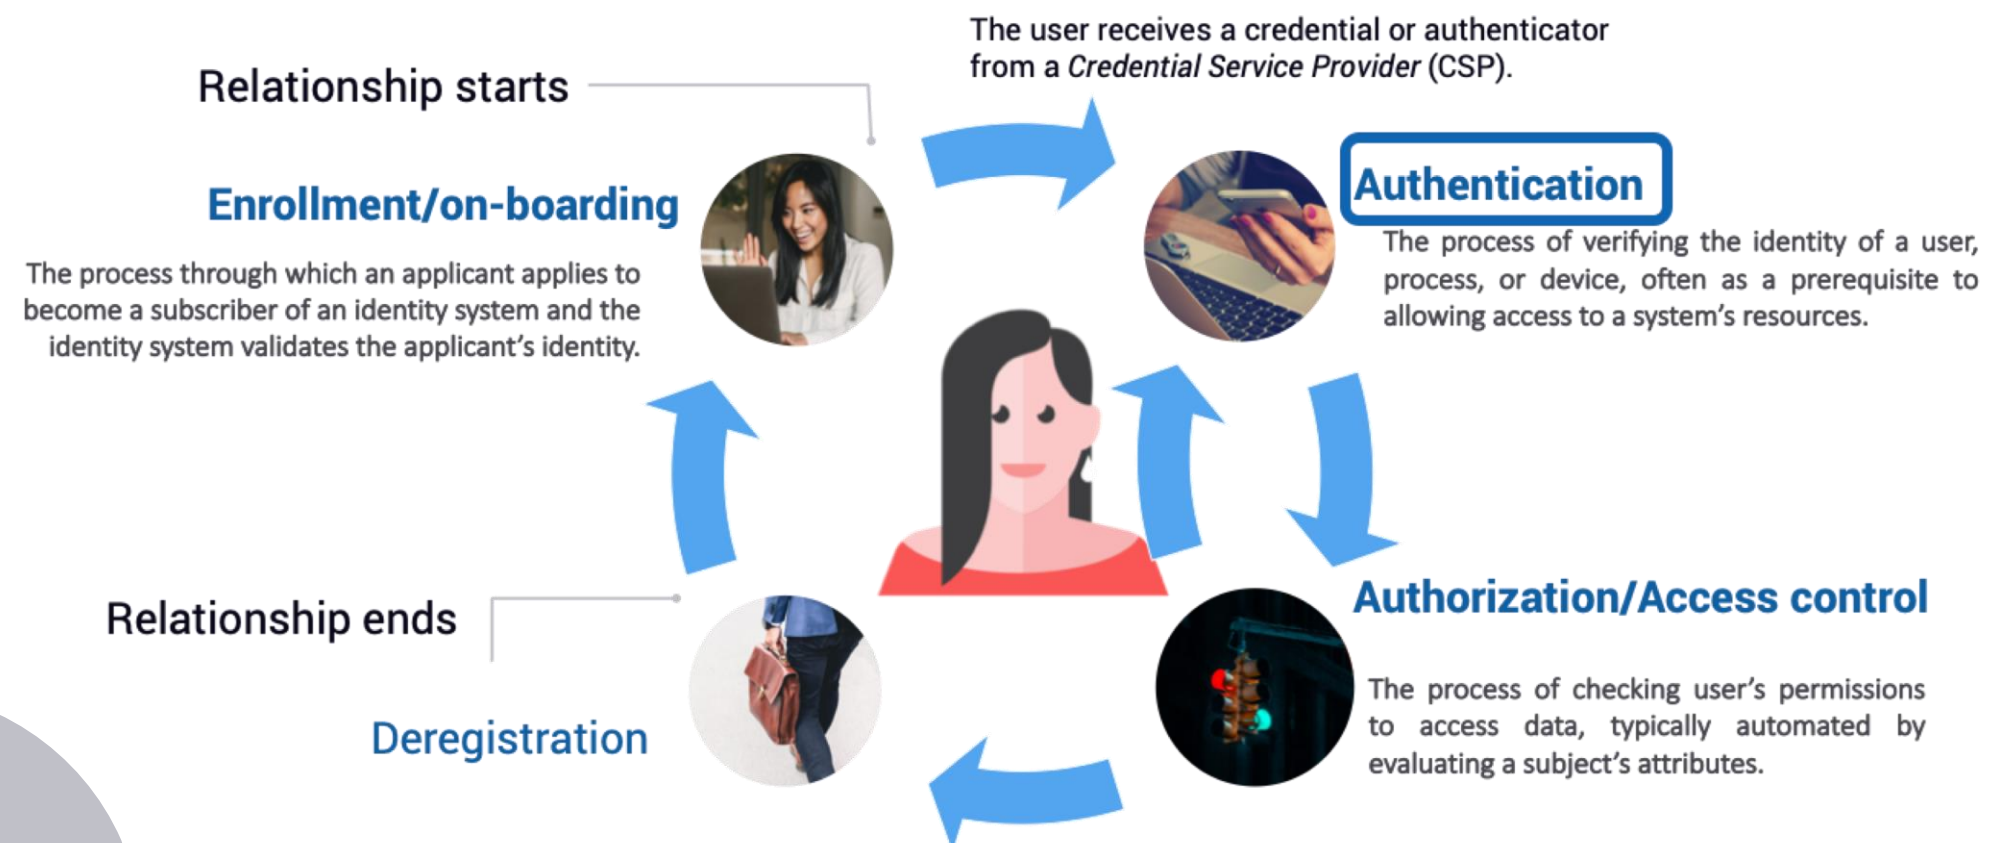 The user receives a credential or authenticator
from a Credential Service Provider (CSP).
Relationship starts
Enrollment/on-boarding
The process through which an applicant applies to
become a subscriber of an identity system and the
identity system validates the applicant's identity.
Authentication
The process of verifying the identity of a user,
process, or device, often as a prerequisite to
allowing access to a system's resources.
Authorization/Access control
The process of checking user's permissions
to access data, typically automated by
evaluating a subject's attributes.
Relationship ends
Deregistration